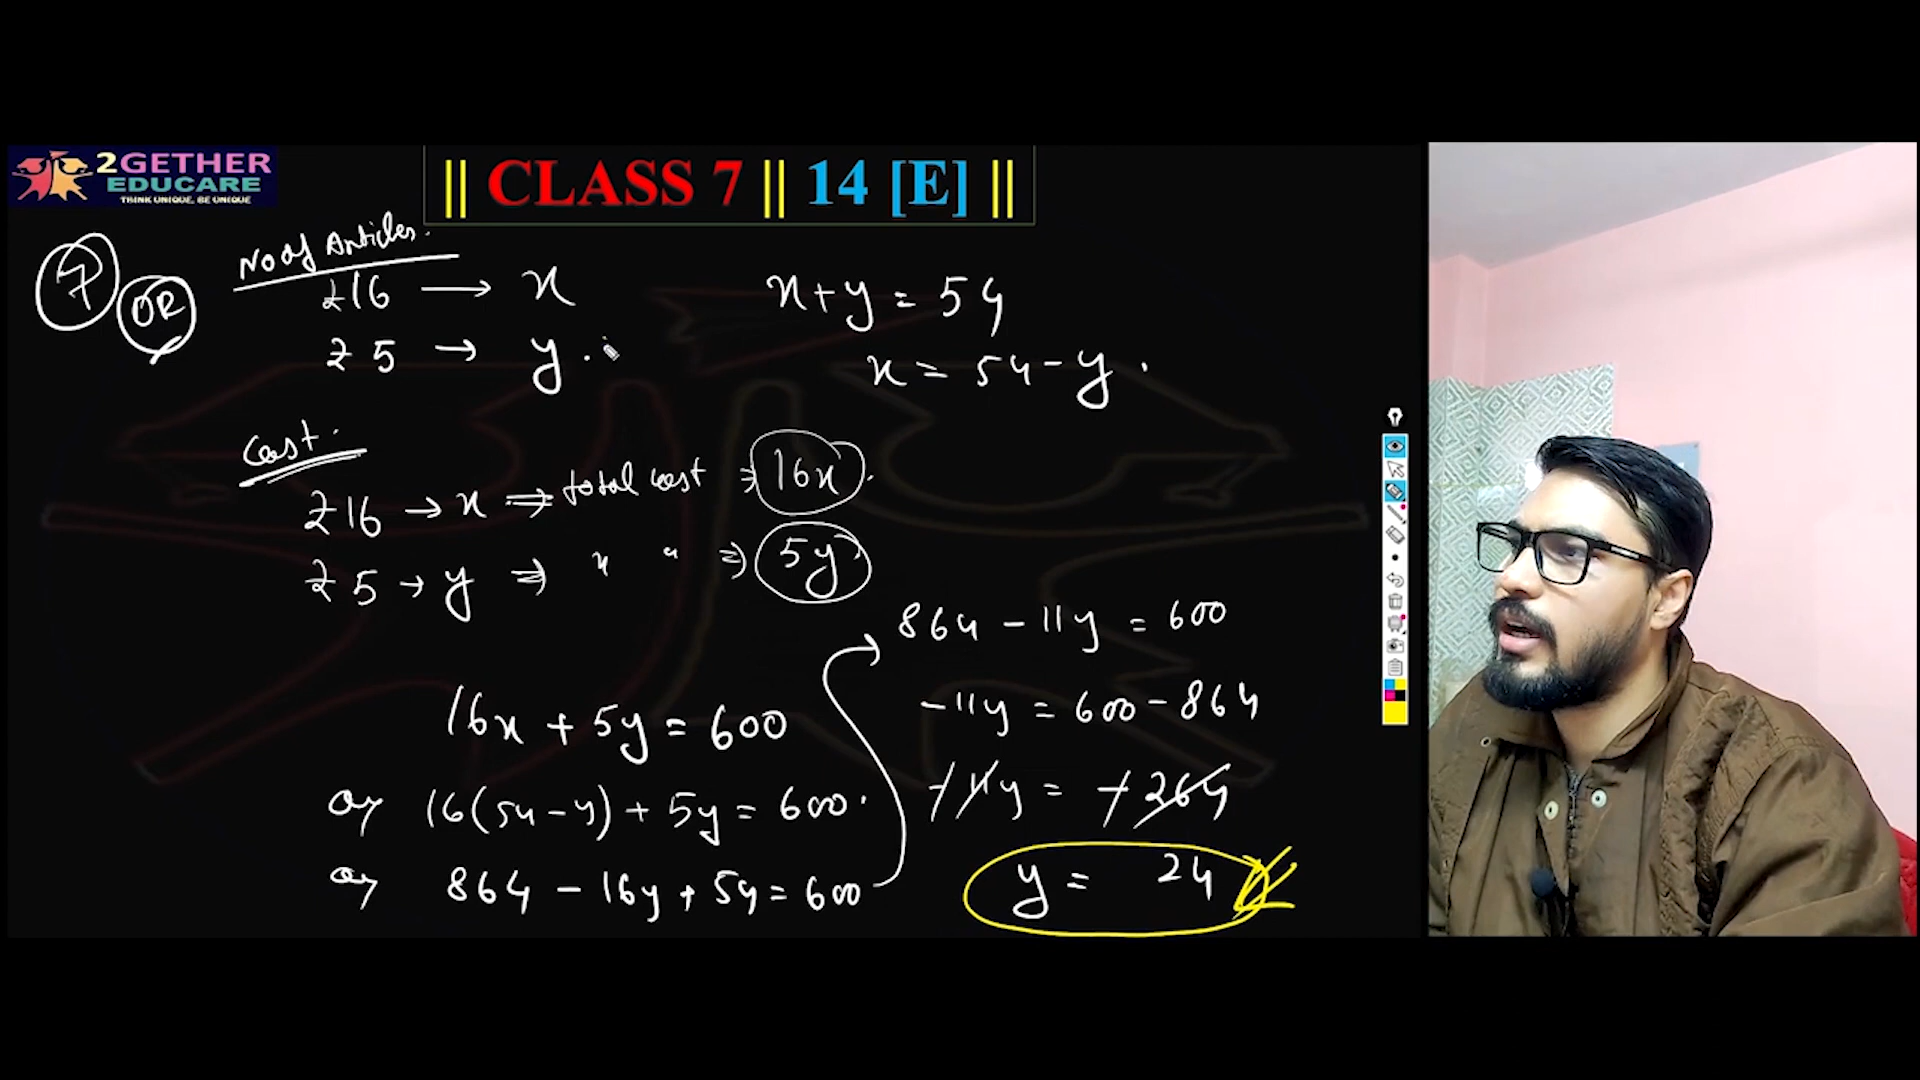 2GETHER
EDUCARE
THINK UNIQUE, BE UNIQUE
|| CLASS 7 || 14 [E] ||
7 OR
No of Articles.
₹16 → x
₹5 → y.
x+y = 54
x = 54-y.
Cost.
₹16 → x ⇒ total cost ⇒ 16x.
₹5 → y ⇒ " " ⇒ 5y
16x + 5y = 600
or 16(54-y) + 5y = 600.
or 864 - 16y + 5y = 600
864 - 11y = 600
-11y = 600-864
-11y = -264
y = 24